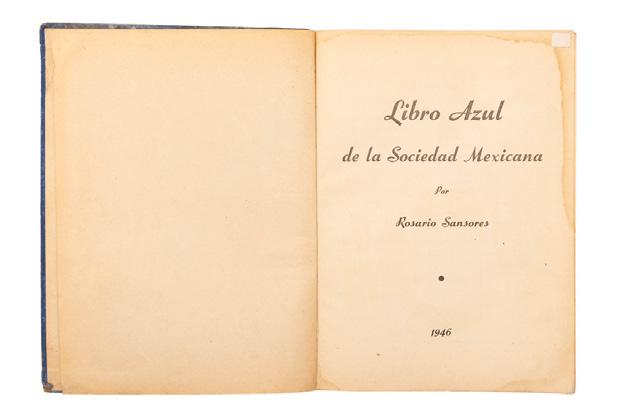 Libro Azul
de la Sociedad Mexicana
Por
Rosario Sansores
1946